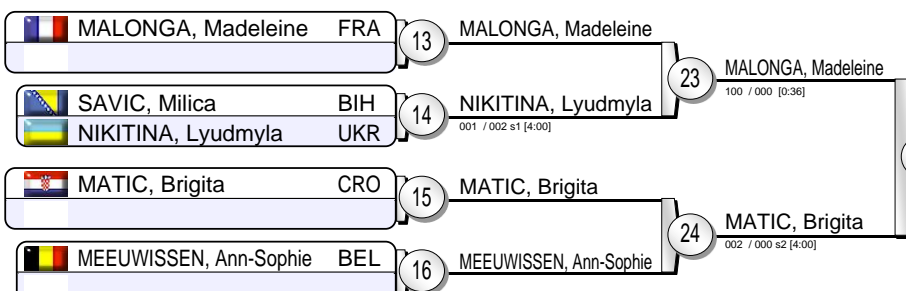 MALONGA, Madeleine FRA
13
MALONGA, Madeleine
SAVIC, Milica BIH
NIKITINA, Lyudmyla UKR
14
NIKITINA, Lyudmyla
001 / 002 s1 [4:00]
23
MALONGA, Madeleine
100 / 000 [0:36]
MATIC, Brigita CRO
15
MATIC, Brigita
MEEUWISSEN, Ann-Sophie BEL
16
MEEUWISSEN, Ann-Sophie
24
MATIC, Brigita
002 / 000 s2 [4:00]